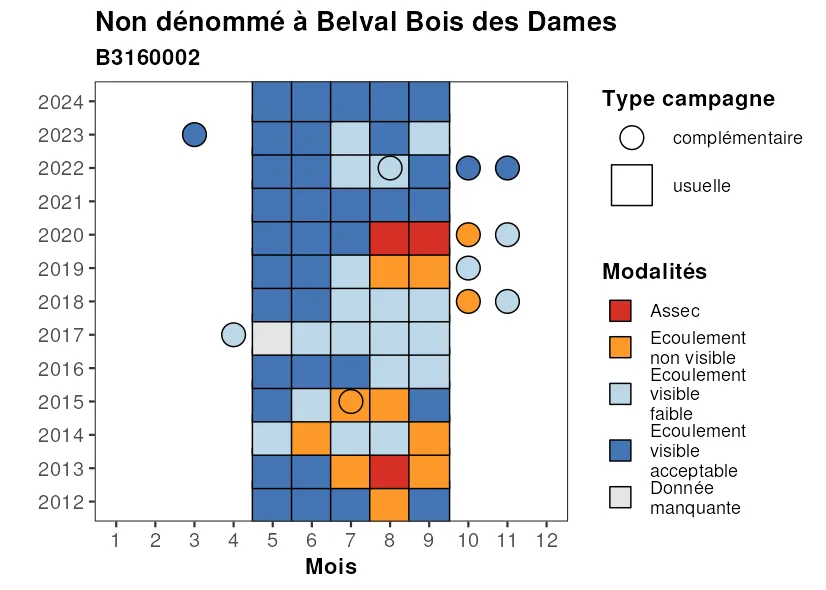 Non dénommé à Belval Bois des Dames
B3160002
2024
2023
2022
2021
2020
2019
2018
2017
2016
2015
2014
2013
2012
1 2 3 4 5 6 7 8 9 10 11 12
Mois
Type campagne
complémentaire
usuelle
Modalités
Assec
Ecoulement
non visible
Ecoulement
visible
faible
Ecoulement
visible
acceptable
Donnée
manquante